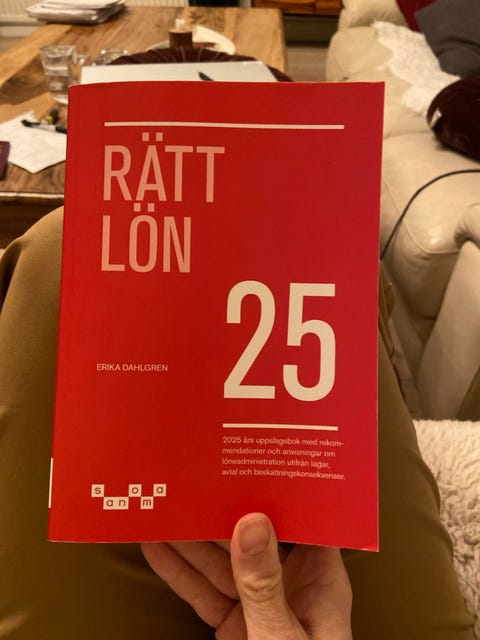 RÄTT
LÖN
25
ERIKA DAHLGREN
2025 års uppslagsbok med rekom-
mendationer och anvisningar om
löneadministration utifrån lagar,
avtal och beskattningskonsekvenser.
s o a
an m